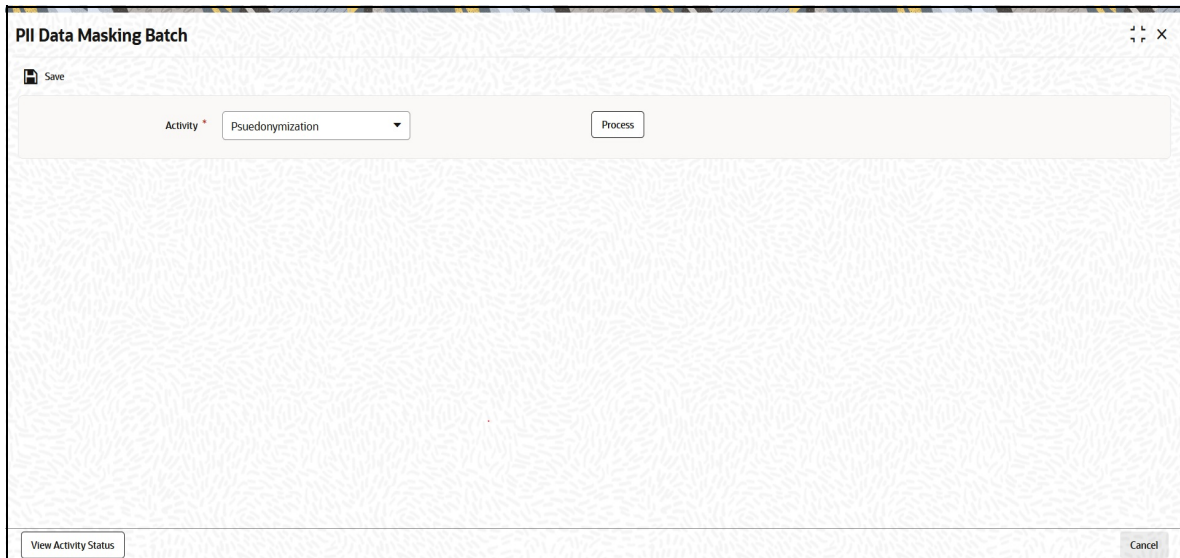 PII Data Masking Batch
Save
Activity * Psuedonymization Process
View Activity Status Cancel